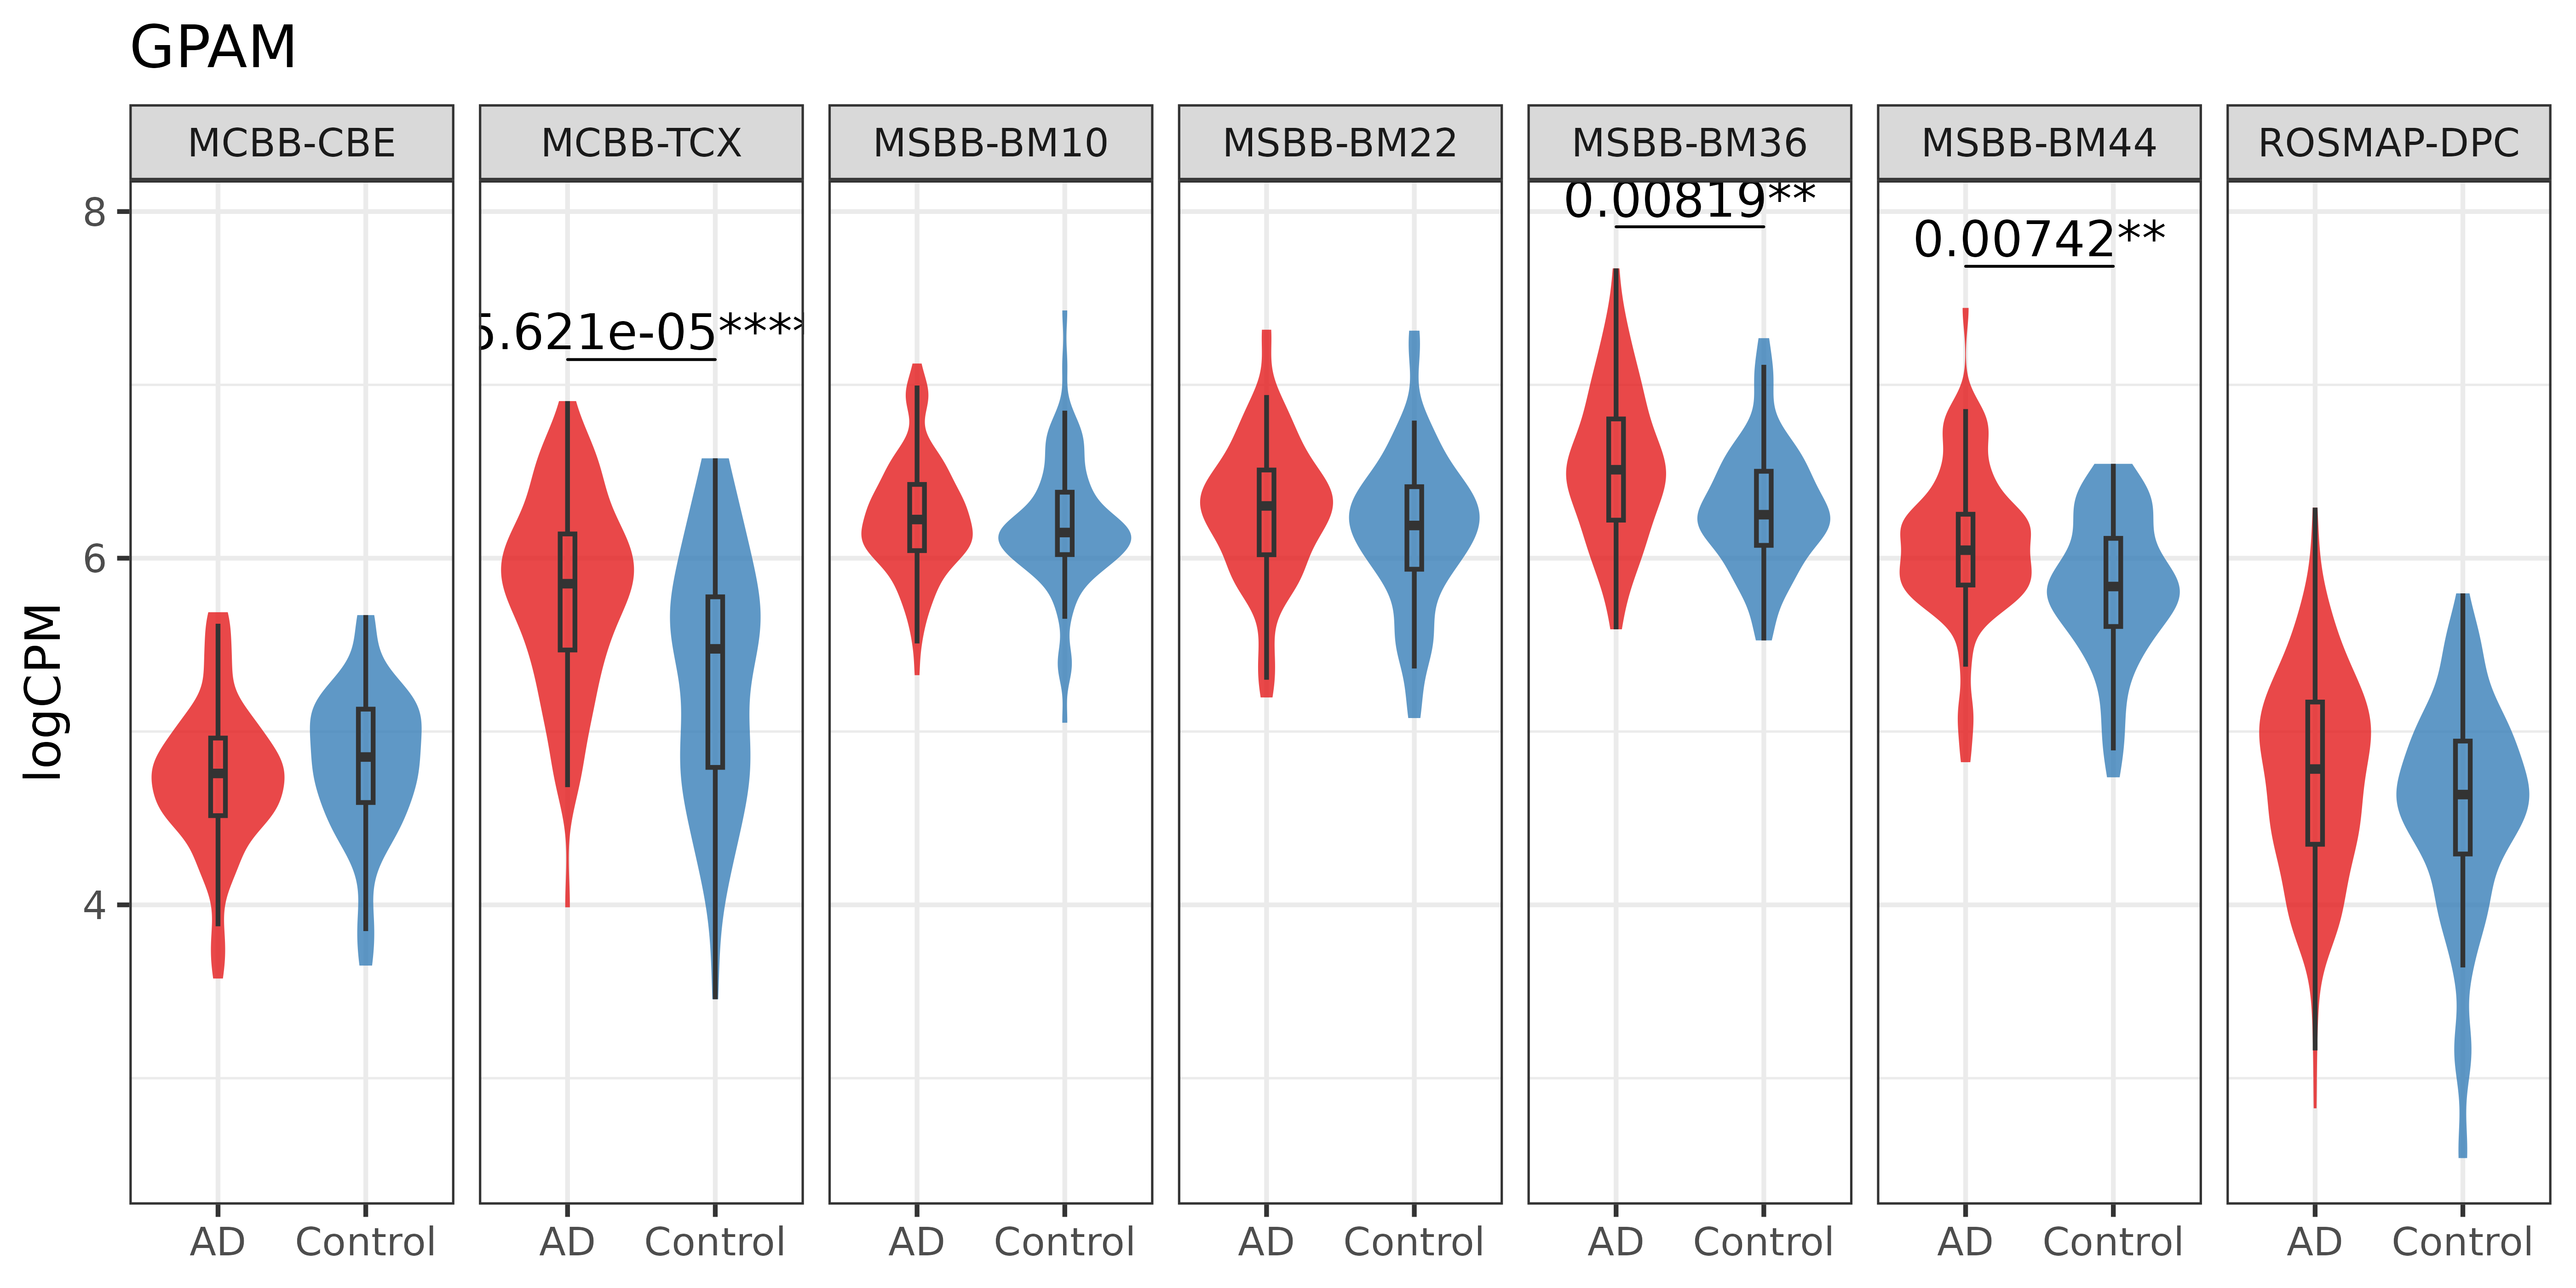 GPAM
MCBB-CBE MCBB-TCX MSBB-BM10 MSBB-BM22 MSBB-BM36 MSBB-BM44 ROSMAP-DPC
8
0.00819**
0.00742**
5.621e-05****
6
logCPM
4
AD Control AD Control AD Control AD Control AD Control AD Control AD Control